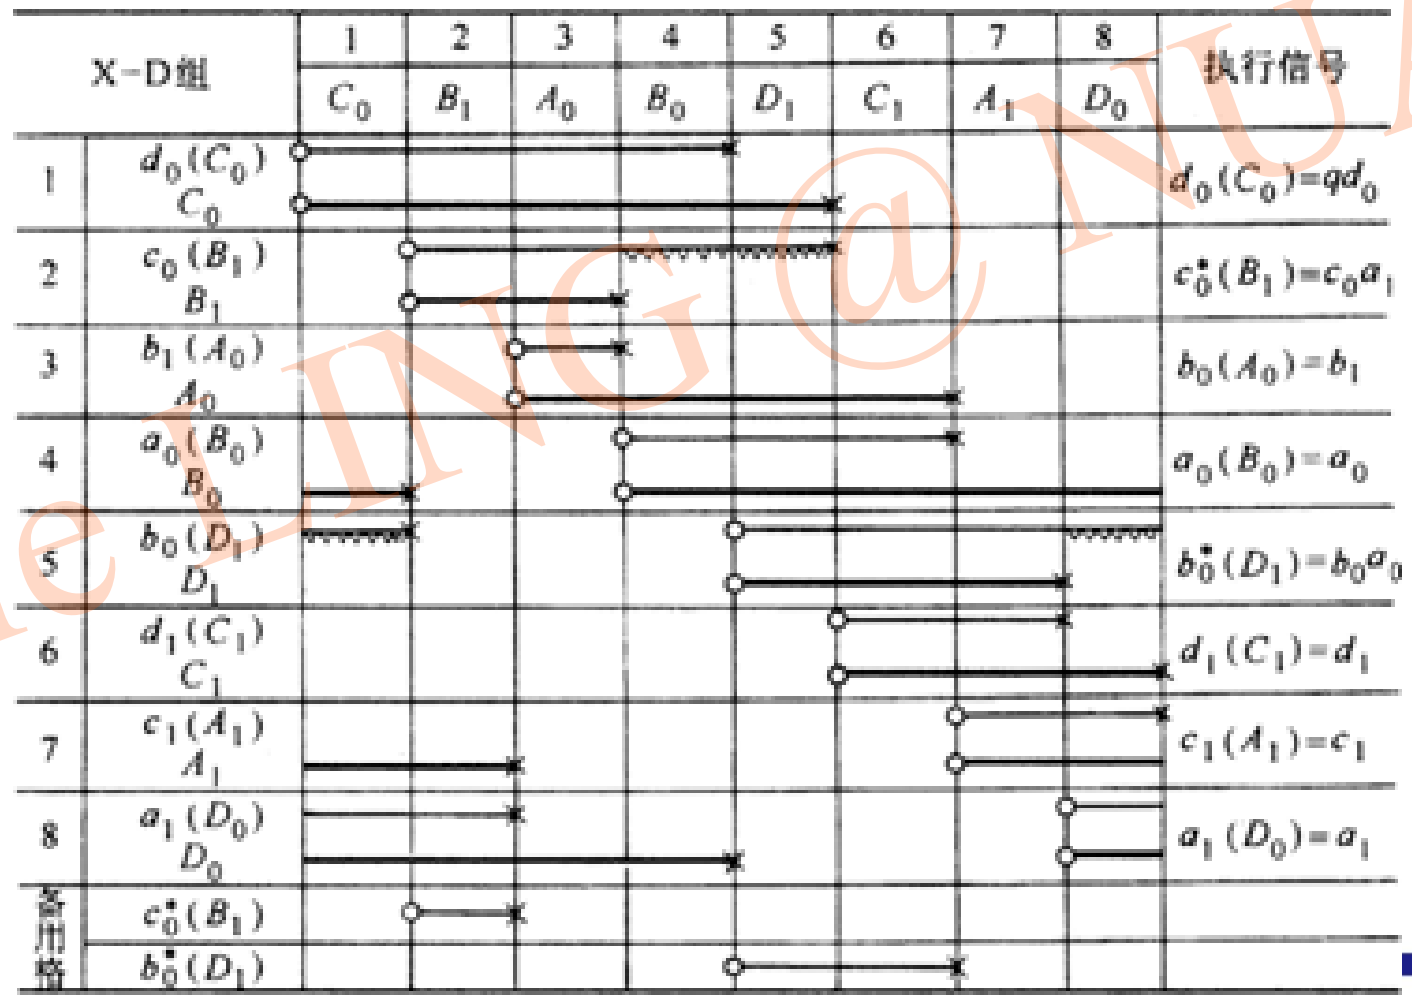 X-D组 1 2 3 4 5 6 7 8 执行信号
C₀ B₁ A₀ B₀ D₁ C₁ A₁ D₀
1 d₀(C₀) d₀(C₀)=qd₀
C₀
2 c₀(B₁) c₀*(B₁)=c₀a₁
B₁
3 b₁(A₀) b₀(A₀)=b₁
A₀
4 a₀(B₀) a₀(B₀)=a₀
B₀
5 b₀(D₁) b₀*(D₁)=b₀a₀
D₁
6 d₁(C₁) d₁(C₁)=d₁
C₁
7 c₁(A₁) c₁(A₁)=c₁
A₁
8 a₁(D₀) a₁(D₀)=a₁
D₀
备用格 c₀*(B₁)
b₀*(D₁)
e LING @ NUA